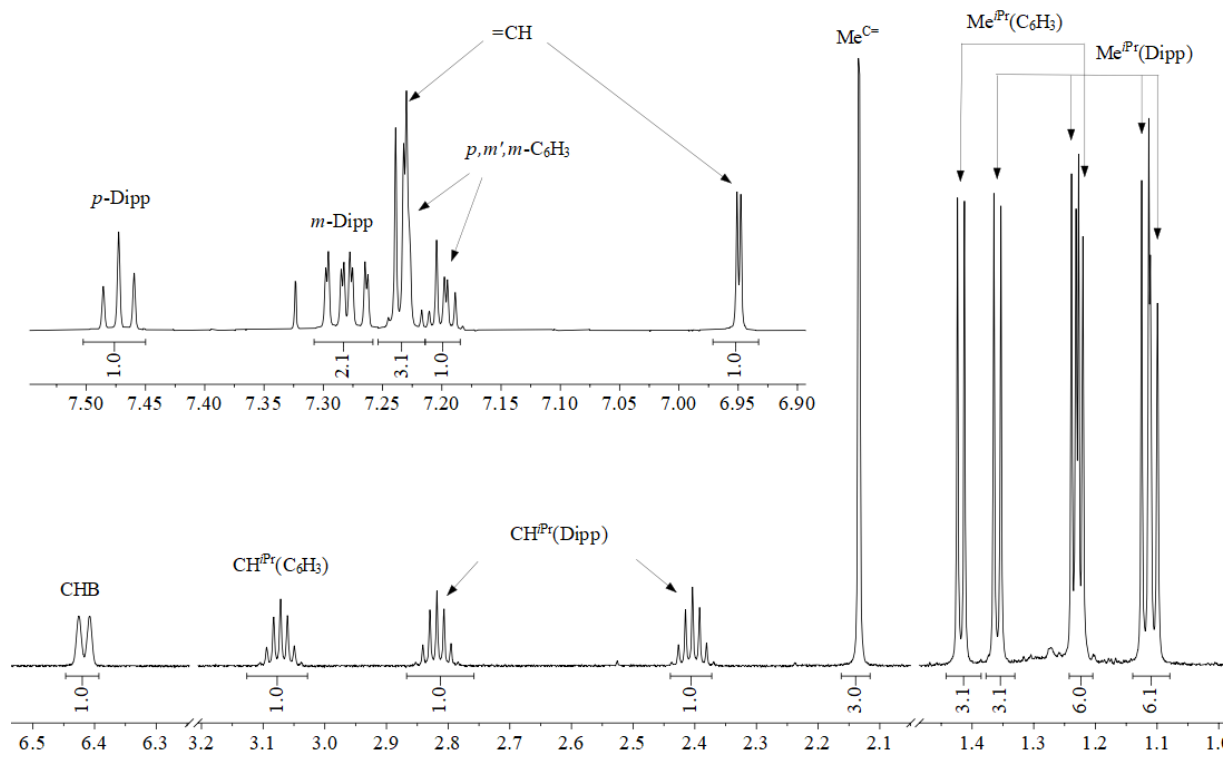 =CH
Me^C=
Me^iPr(C6H3)
Me^iPr(Dipp)
p,m',m-C6H3
p-Dipp
m-Dipp
1.0 2.1 3.1 1.0 1.0
7.50 7.45 7.40 7.35 7.30 7.25 7.20 7.15 7.10 7.05 7.00 6.95 6.90
CH^iPr(Dipp)
CH^iPr(C6H3)
CHB
1.0 1.0 1.0 1.0 3.0 3.1 3.1 6.0 6.1
6.5 6.4 6.3 3.2 3.1 3.0 2.9 2.8 2.7 2.6 2.5 2.4 2.3 2.2 2.1 1.4 1.3 1.2 1.1